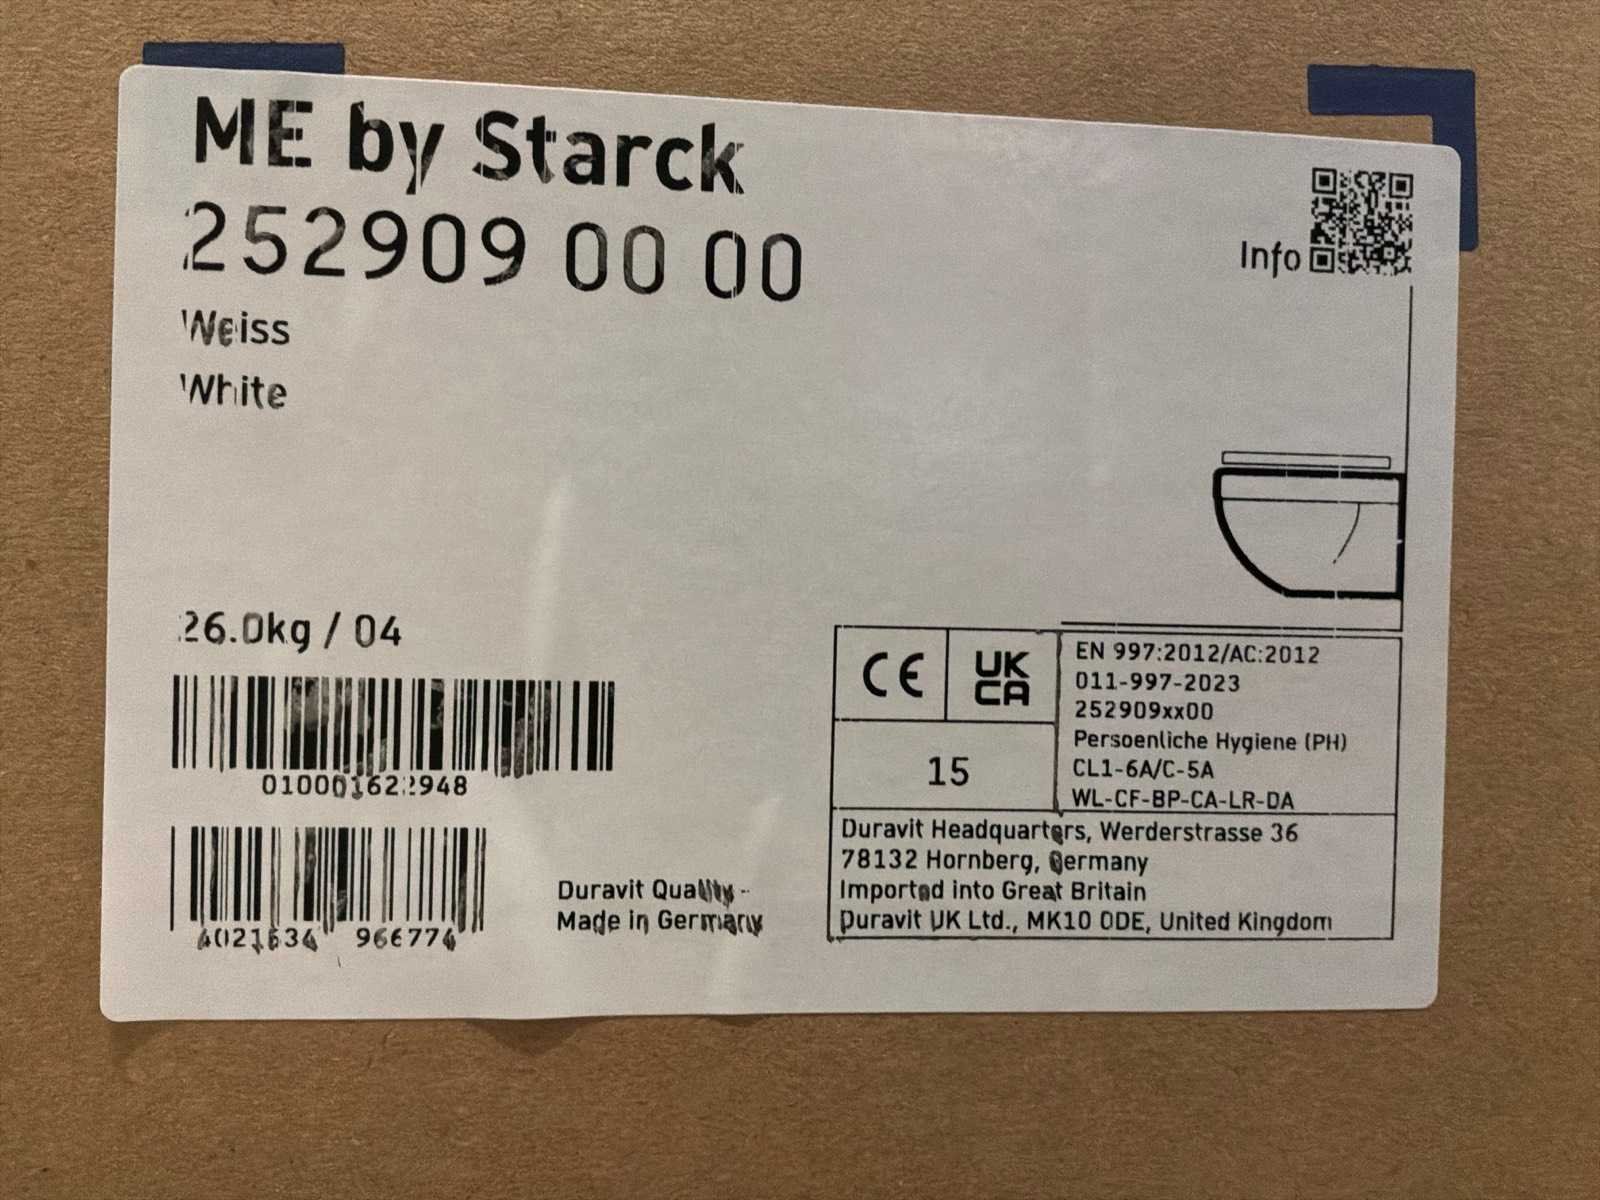 ME by Starck
252909 00 00
Weiss
White
Info
26.0kg / 04
010001622948
4021534 966774
Duravit Quality -
Made in Germany
CE
UK
CA
15
EN 997:2012/AC:2012
011-997-2023
252909xx00
Persoenliche Hygiene (PH)
CL1-6A/C-5A
WL-CF-BP-CA-LR-DA
Duravit Headquarters, Werderstrasse 36
78132 Hornberg, Germany
Imported into Great Britain
Duravit UK Ltd., MK10 0DE, United Kingdom